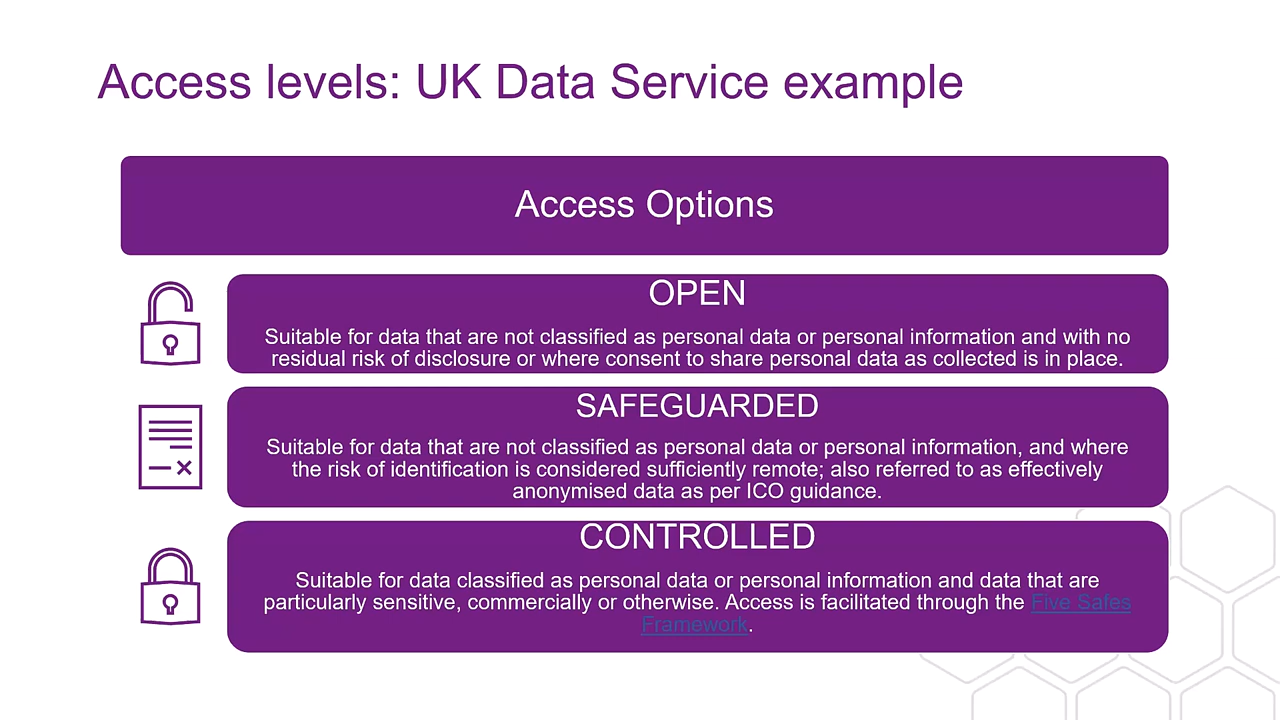 Access levels: UK Data Service example
Access Options
OPEN
Suitable for data that are not classified as personal data or personal information and with no
residual risk of disclosure or where consent to share personal data as collected is in place.
SAFEGUARDED
Suitable for data that are not classified as personal data or personal information, and where
the risk of identification is considered sufficiently remote; also referred to as effectively
anonymised data as per ICO guidance.
CONTROLLED
Suitable for data classified as personal data or personal information and data that are
particularly sensitive, commercially or otherwise. Access is facilitated through the Five Safes
Framework.